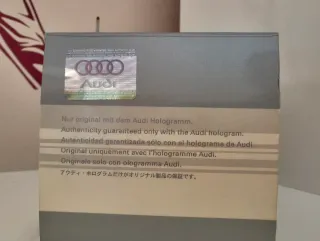 Audi
Nur original mit dem Audi Hologramm.
Authenticity guaranteed only with the Audi hologram.
Autenticidad garantizada sólo con el holograma de Audi.
Original uniquement avec l'hologramme Audi.
Originale solo con ologramma Audi.
アウディ・ホログラムだけがオリジナル製品の保証です。